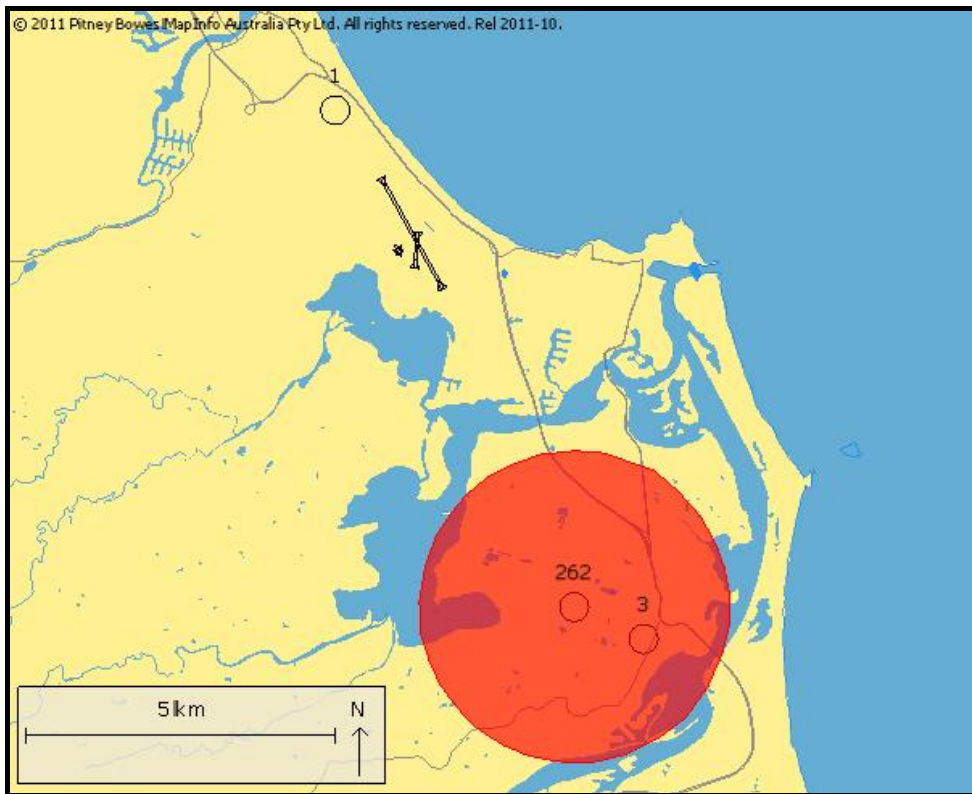 © 2011 Pitney Bowes MapInfo Australia Pty Ltd. All rights reserved. Rel 2011-10.
1
262
3
5 km
N